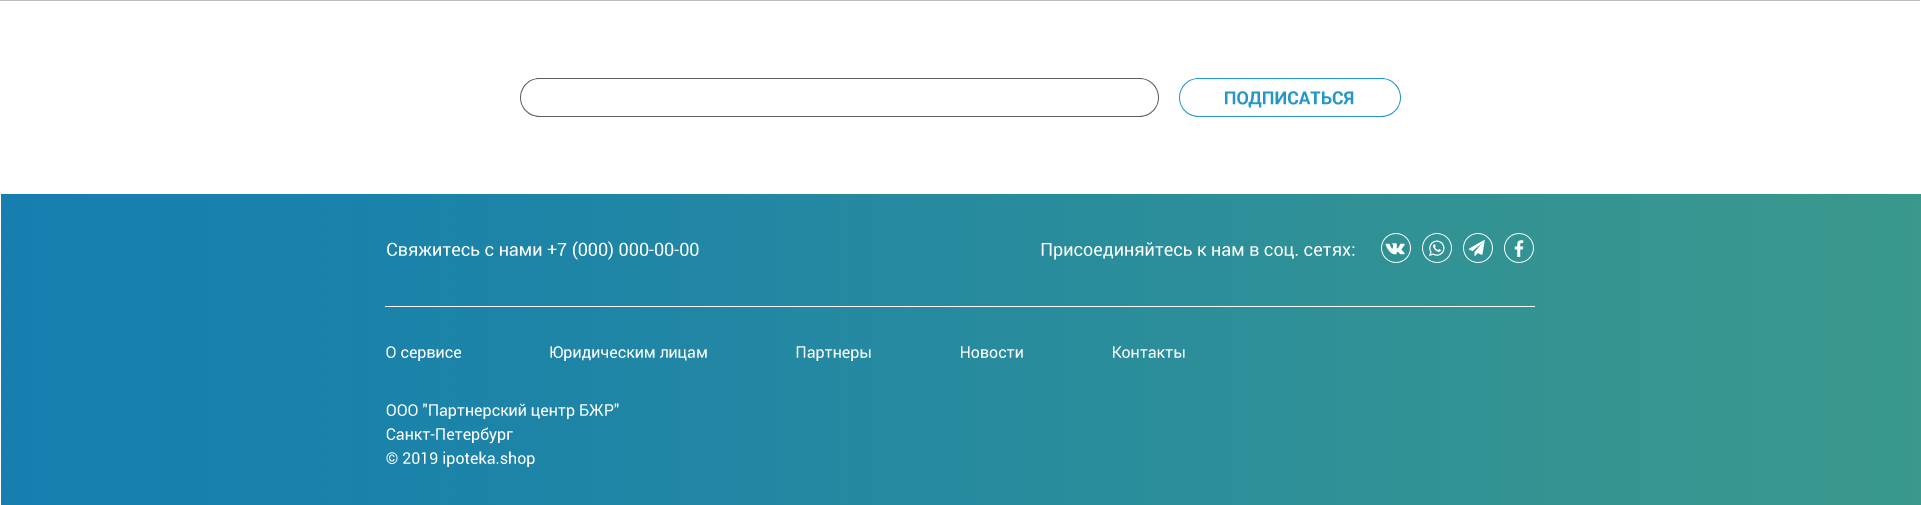 ПОДПИСАТЬСЯ
Свяжитесь с нами +7 (000) 000-00-00
Присоединяйтесь к нам в соц. сетях:
О сервисе Юридическим лицам Партнеры Новости Контакты
ООО "Партнерский центр БЖР"
Санкт-Петербург
© 2019 ipoteka.shop